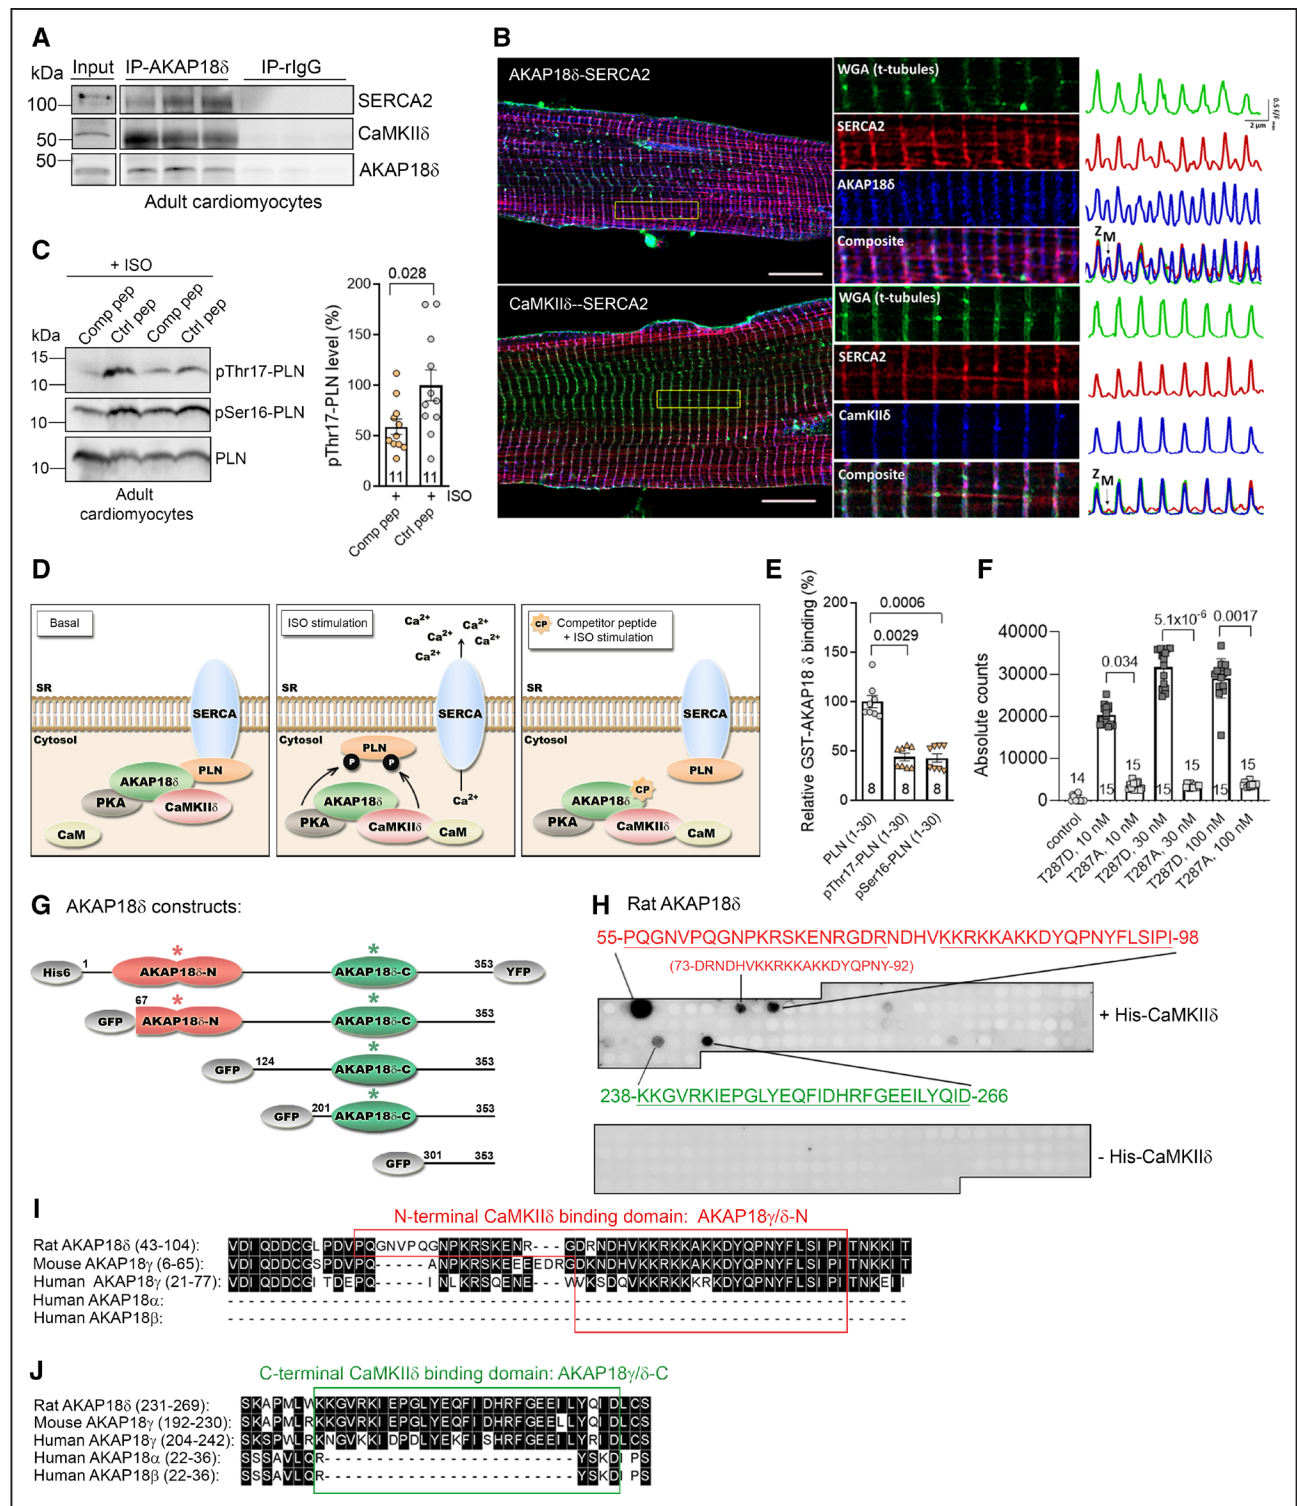 A
kDa
Input
IP-AKAP18δ
IP-rIgG
100
SERCA2
50
CaMKIIδ
50
AKAP18δ
Adult cardiomyocytes
B
AKAP18δ-SERCA2
WGA (t-tubules)
SERCA2
AKAP18δ
Composite
2 µm
Z
M
CaMKIIδ--SERCA2
WGA (t-tubules)
SERCA2
CamKIIδ
Composite
Z
M
C
+ ISO
kDa
Comp pep
Ctrl pep
Comp pep
Ctrl pep
15
10
pThr17-PLN
10
pSer16-PLN
10
PLN
Adult
cardiomyocytes
pThr17-PLN level (%)
0.028
200
150
100
50
0
11
11
+
+
ISO
Comp pep
Ctrl pep
D
Basal
SR
Cytosol
SERCA
PLN
AKAP18δ
PKA
CaMKIIδ
CaM
ISO stimulation
Ca2+
Ca2+
Ca2+
Ca2+
Ca2+
SR
Cytosol
SERCA
PLN
P
P
AKAP18δ
PKA
CaMKIIδ
CaM
Ca2+
CP
Competitor peptide
+ ISO stimulation
SR
Cytosol
SERCA
PLN
AKAP18δ
CP
PKA
CaMKIIδ
CaM
E
Relative GST-AKAP18 δ binding (%)
0.0006
0.0029
200
150
100
50
0
8
8
8
PLN (1-30)
pThr17-PLN (1-30)
pSer16-PLN (1-30)
F
Absolute counts
5.1x10-6
0.0017
0.034
40000
30000
20000
10000
0
14
15
15
15
15
15
15
control
T287D, 10 nM
T287A, 10 nM
T287D, 30 nM
T287A, 30 nM
T287D, 100 nM
T287A, 100 nM
G
AKAP18δ constructs:
His6
1
AKAP18δ-N
*
AKAP18δ-C
*
353
YFP
GFP
67
AKAP18δ-N
*
AKAP18δ-C
*
353
GFP
124
AKAP18δ-C
*
353
GFP
201
AKAP18δ-C
*
353
GFP
301
353
H
Rat AKAP18δ
55-PQGNVPQGNPKRSKENRGDRNDHVKKRKKAKKDYQPNYFLSIPI-98
(73-DRNDHVKKRKKAKKDYQPNY-92)
+ His-CaMKIIδ
238-KKGVRKIEPGLYEQFIDHRFGEEILYQID-266
- His-CaMKIIδ
I
N-terminal CaMKIIδ binding domain: AKAP18γ/δ-N
Rat AKAP18δ (43-104): VDIQDDCGLPDVPQGNVPQGNPKRSKENR---GDRNDHVKKRKKAKKDYQPNYFLSIPITNKKIT
Mouse AKAP18γ (6-65): VDIQDDCGSPDVPQ-----ANPKRSKEEEEDRGDKNDHVKKRKKAKKDYQPNYFLSIPITNKKIT
Human AKAP18γ (21-77): VDIQDDCGITDEPQ-----INLKRSQENE---WVKSDQVKKRKKKRKDYQPNYFLSIPITNKEII
Human AKAP18α: -----------------------------------------------------------------
Human AKAP18β: -----------------------------------------------------------------
J
C-terminal CaMKIIδ binding domain: AKAP18γ/δ-C
Rat AKAP18δ (231-269): SKAPMLWKKGVRKIEPGLYEQFIDHRFGEEILYQIDLCS
Mouse AKAP18γ (192-230): SKAPMLRKKGVRKIEPGLYEQFIDHRFGEELLYQIDLCS
Human AKAP18γ (204-242): SKSPWLRKNGVKKIDPDLYEKFISHRFGEEILYRIDLCS
Human AKAP18α (22-36): SSSAVLQR------------------------YSKDIPS
Human AKAP18β (22-36): SSSAVLQR------------------------YSKDIPS